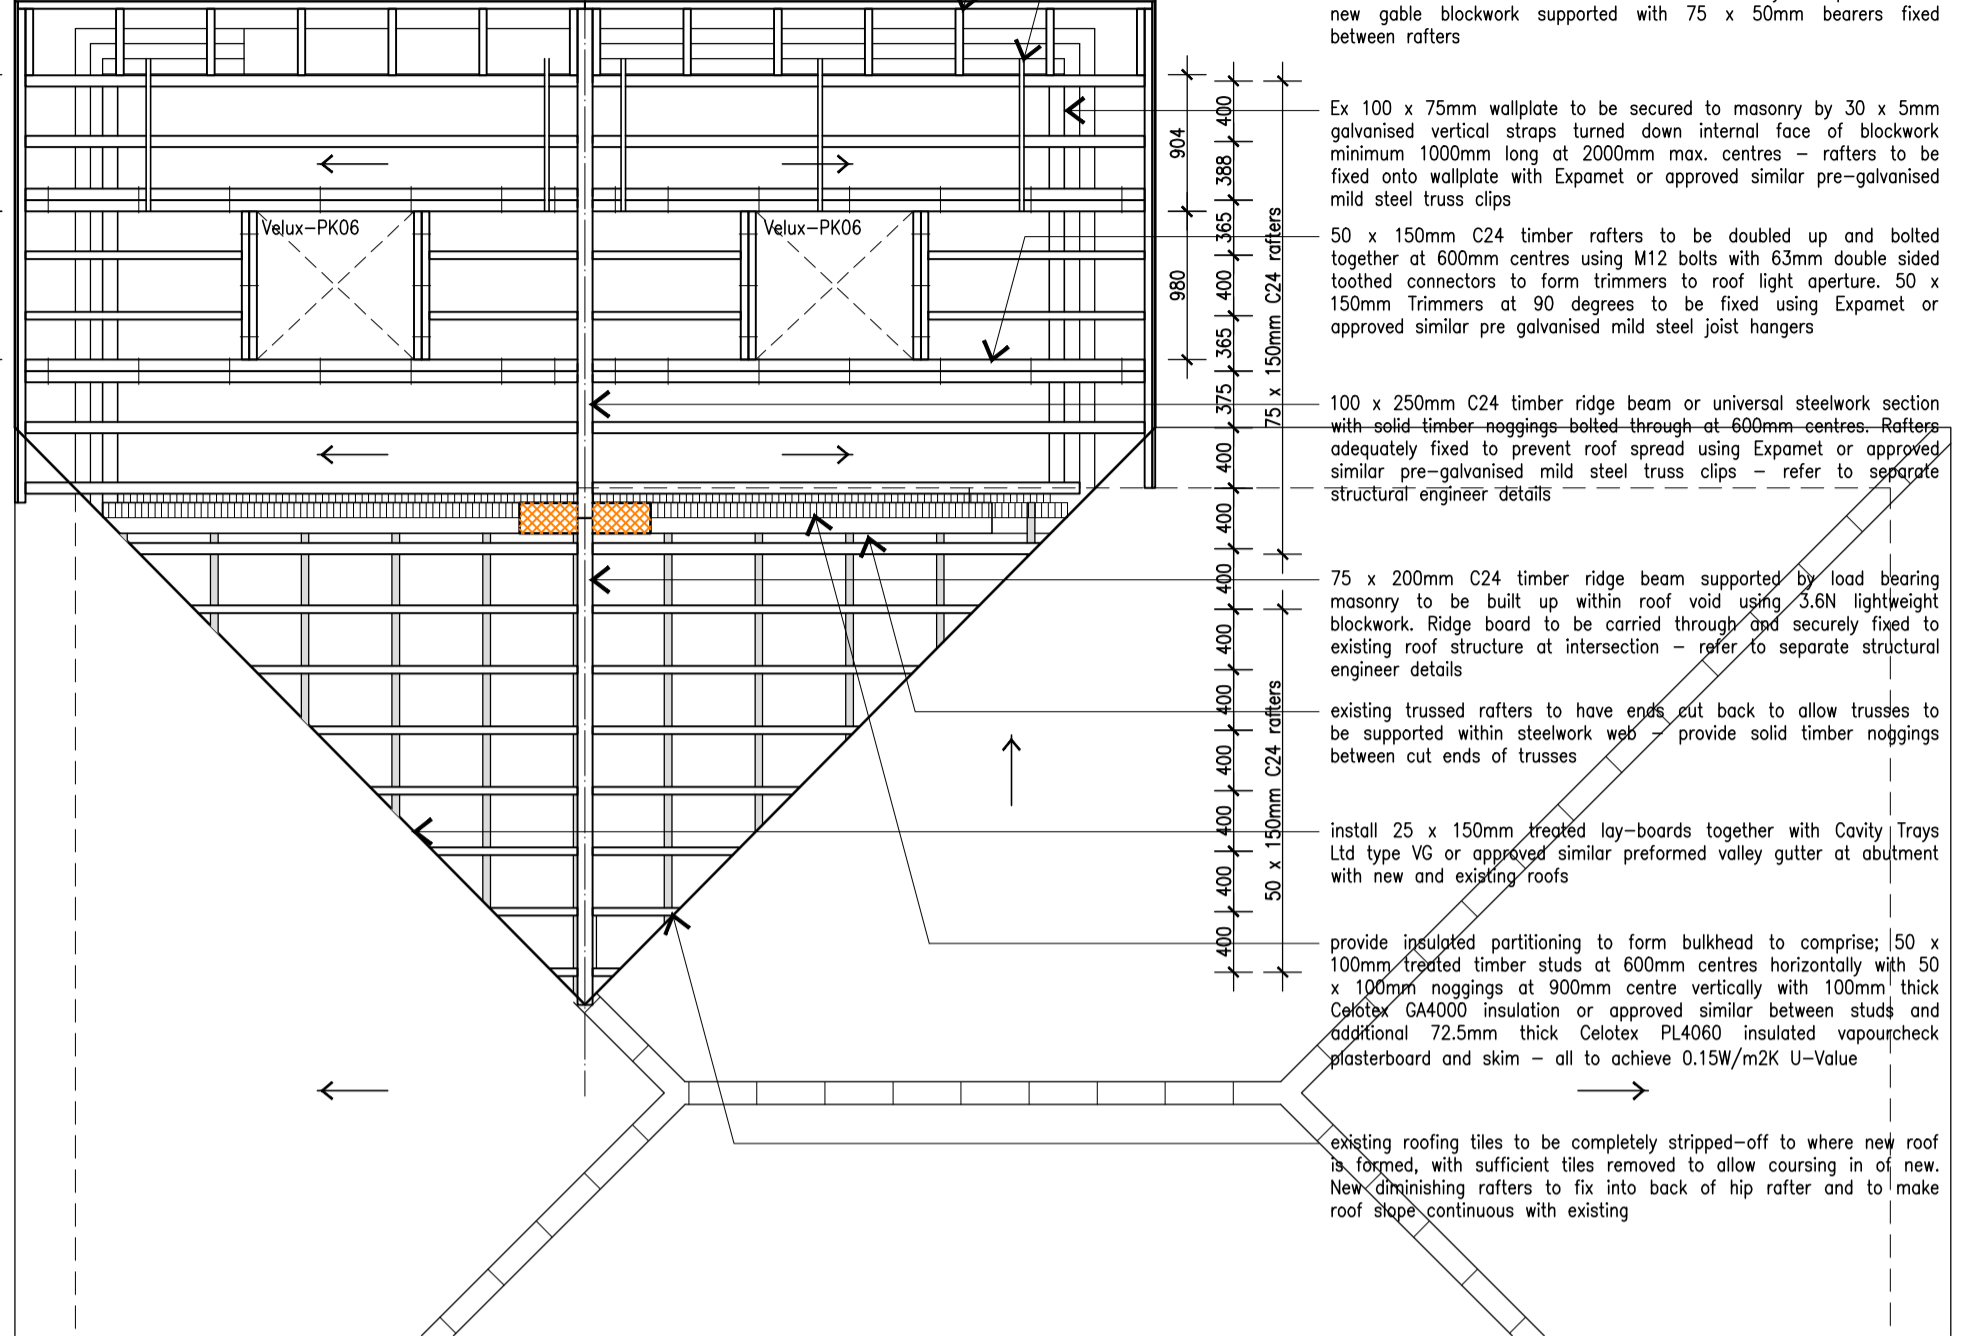 new gable blockwork supported with 75 x 50mm bearers fixed
between rafters
Ex 100 x 75mm wallplate to be secured to masonry by 30 x 5mm
galvanised vertical straps turned down internal face of blockwork
minimum 1000mm long at 2000mm max. centres – rafters to be
fixed onto wallplate with Expamet or approved similar pre-galvanised
mild steel truss clips
50 x 150mm C24 timber rafters to be doubled up and bolted
together at 600mm centres using M12 bolts with 63mm double sided
toothed connectors to form trimmers to roof light aperture. 50 x
150mm Trimmers at 90 degrees to be fixed using Expamet or
approved similar pre galvanised mild steel joist hangers
100 x 250mm C24 timber ridge beam or universal steelwork section
with solid timber noggings bolted through at 600mm centres. Rafters
adequately fixed to prevent roof spread using Expamet or approved
similar pre-galvanised mild steel truss clips – refer to separate
structural engineer details
75 x 200mm C24 timber ridge beam supported by load bearing
masonry to be built up within roof void using 3.6N lightweight
blockwork. Ridge board to be carried through and securely fixed to
existing roof structure at intersection – refer to separate structural
engineer details
existing trussed rafters to have ends cut back to allow trusses to
be supported within steelwork web – provide solid timber noggings
between cut ends of trusses
install 25 x 150mm treated lay-boards together with Cavity Trays
Ltd type VG or approved similar preformed valley gutter at abutment
with new and existing roofs
provide insulated partitioning to form bulkhead to comprise; 50 x
100mm treated timber studs at 600mm centres horizontally with 50
x 100mm noggings at 900mm centre vertically with 100mm thick
Celotex GA4000 insulation or approved similar between studs and
additional 72.5mm thick Celotex PL4060 insulated vapourcheck
plasterboard and skim – all to achieve 0.15W/m2K U-Value
existing roofing tiles to be completely stripped-off to where new roof
is formed, with sufficient tiles removed to allow coursing in of new.
New diminishing rafters to fix into back of hip rafter and to make
roof slope continuous with existing
Velux-PK06
Velux-PK06
904
980
400
388
365
400
365
375
400
400
400
400
400
400
400
400
400
75 x 150mm C24 rafters
50 x 150mm C24 rafters